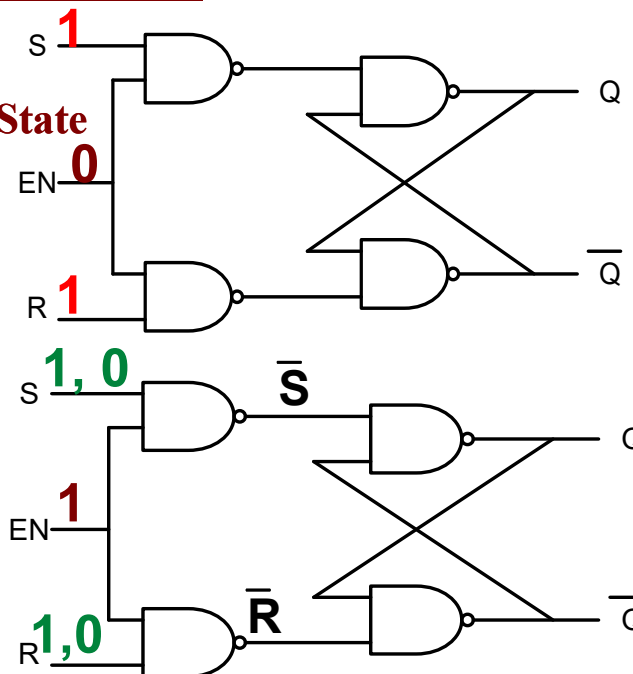 S 1
Q
State
EN 0
Q̅
R 1
S 1, 0
S̅
Q
EN 1
R̅
R 1,0